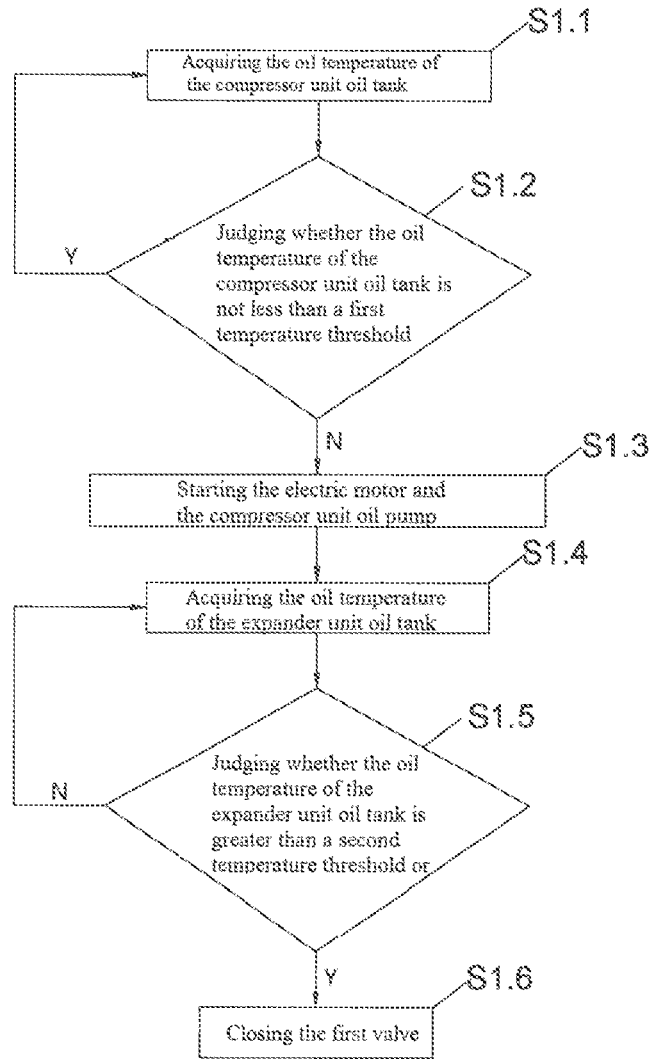 S1.1
Acquiring the oil temperature of
the compressor unit oil tank
S1.2
Judging whether the oil
temperature of the
compressor unit oil tank is
not less than a first
temperature threshold
Y
N
S1.3
Starting the electric motor and
the compressor unit oil pump
S1.4
Acquiring the oil temperature
of the expander unit oil tank
S1.5
Judging whether the oil
temperature of the
expander unit oil tank is
greater than a second
temperature threshold or
N
Y
S1.6
Closing the first valve